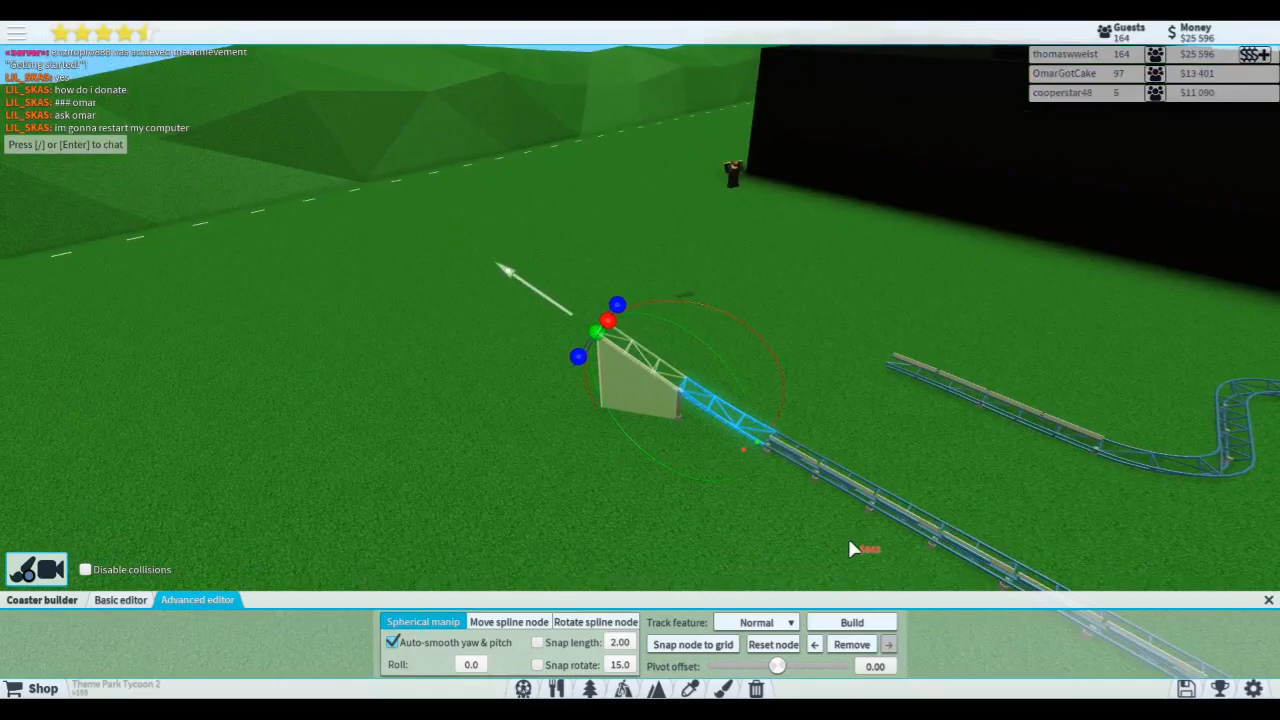 Guests
164
Money
$25 596
"Getting started!"!
LIL_SKAS: yes
LIL_SKAS: how do i donate
LIL_SKAS: ### omar
LIL_SKAS: ask omar
LIL_SKAS: im gonna restart my computer
Press [/] or [Enter] to chat
thomaswweist 164 $25 596 $$$+
OmarGotCake 97 $13 401
cooperstar48 5 $11 090
Disable collisions
Coaster builder Basic editor Advanced editor
Spherical manip Move spline node Rotate spline node Track feature: Normal Build
Auto-smooth yaw & pitch Snap length: 2.00 Snap node to grid Reset node Remove
Roll: 0.0 Snap rotate: 15.0 Pivot offset: 0.00
Shop
Theme Park Tycoon 2
v193